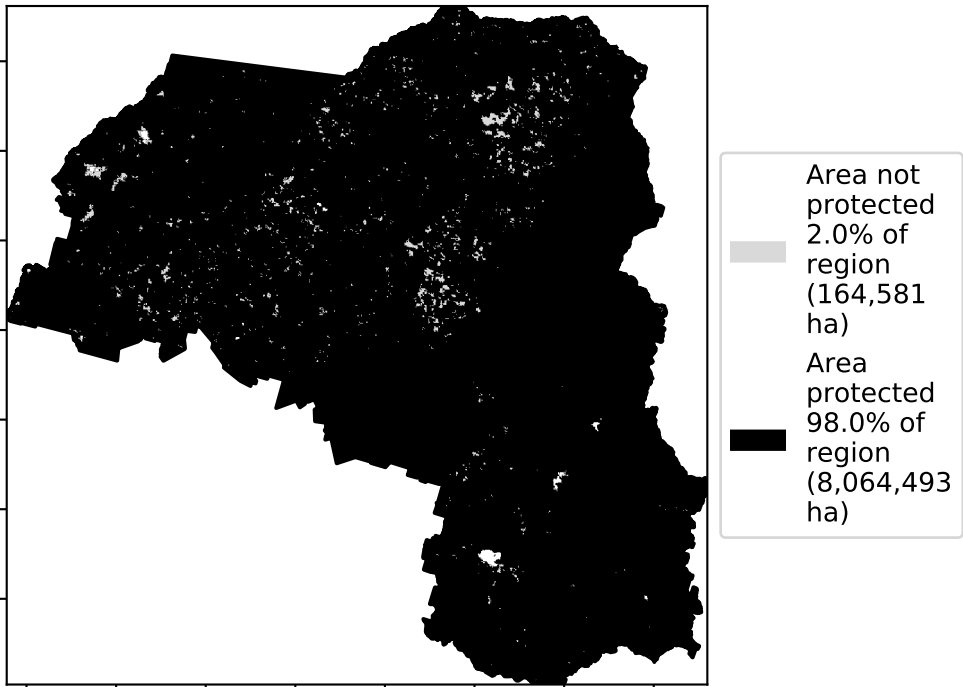 Area not
protected
2.0% of
region
(164,581
ha)
Area
protected
98.0% of
region
(8,064,493
ha)